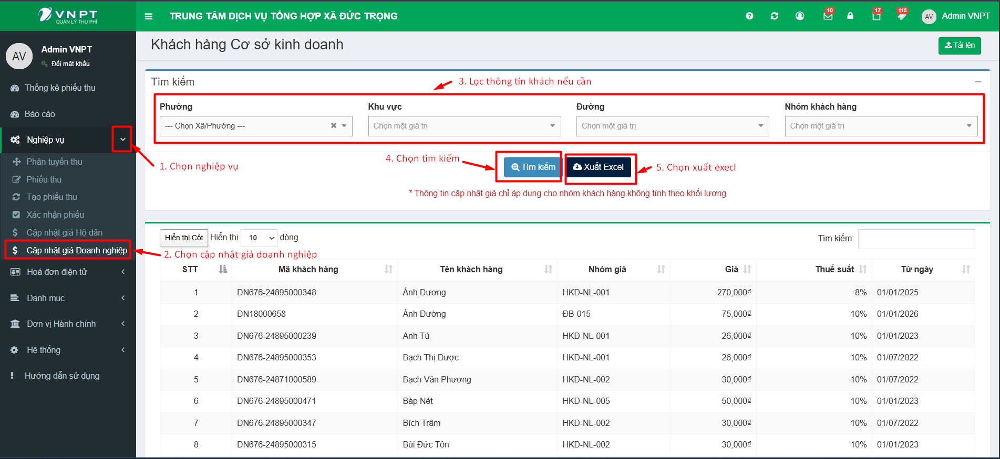 VNPT
QUẢN LÝ THU PHÍ
TRUNG TÂM DỊCH VỤ TỔNG HỢP XÃ ĐỨC TRỌNG
10
17
115
AV
Admin VNPT
AV
Admin VNPT
Đổi mật khẩu
Thống kê phiếu thu
Báo cáo
Nghiệp vụ
Phân tuyến thu
Phiếu thu
Tạo phiếu thu
Xác nhận phiếu
Cập nhật giá Hộ dân
Cập nhật giá Doanh nghiệp
Hoá đơn điện tử
Danh mục
Đơn vị Hành chính
Hệ thống
Hướng dẫn sử dụng
Khách hàng Cơ sở kinh doanh
Tải lên
Tìm kiếm
3. Lọc thông tin khách nếu cần
Phường
Khu vực
Đường
Nhóm khách hàng
--- Chọn Xã/Phường ---
Chọn một giá trị
Chọn một giá trị
Chọn một giá trị
1. Chọn nghiệp vụ
4. Chọn tìm kiếm
Tìm kiếm
Xuất Excel
5. Chọn xuất execl
* Thông tin cập nhật giá chỉ áp dụng cho nhóm khách hàng không tính theo khối lượng
Hiển thị Cột
Hiển thị 10 dòng
Tìm kiếm:
2. Chọn cập nhật giá doanh nghiệp
STT Mã khách hàng Tên khách hàng Nhóm giá Giá Thuế suất Từ ngày
1 DN676-24895000348 Ánh Dương HKD-NL-001 270,000₫ 8% 01/01/2025
2 DN18000658 Ánh Đường ĐB-015 75,000₫ 10% 01/01/2026
3 DN676-24895000239 Anh Tú HKD-NL-001 26,000₫ 10% 01/01/2023
4 DN676-24895000353 Bạch Thị Dược HKD-NL-001 26,000₫ 10% 01/07/2022
5 DN676-24871000589 Bạch Văn Phương HKD-NL-002 30,000₫ 10% 01/07/2022
6 DN676-24895000471 Bàp Nét HKD-NL-005 50,000₫ 10% 01/01/2023
7 DN676-24895000347 Bích Trâm HKD-NL-002 30,000₫ 10% 01/07/2022
8 DN676-24895000315 Bùi Đức Tôn HKD-NL-002 30,000₫ 10% 01/01/2023